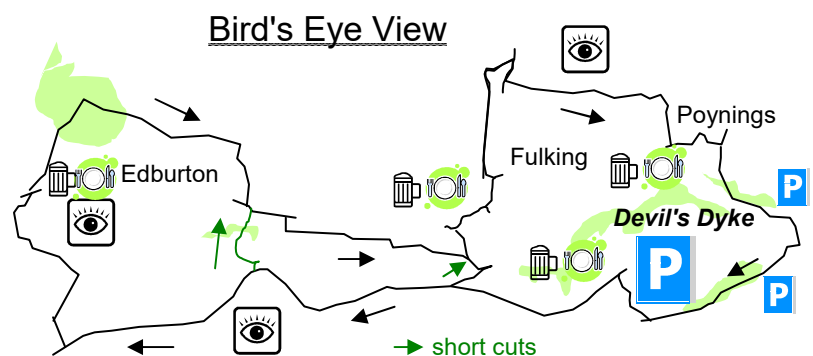 Bird's Eye View
Poynings
Fulking
Edburton
P
Devil's Dyke
P
P
short cuts